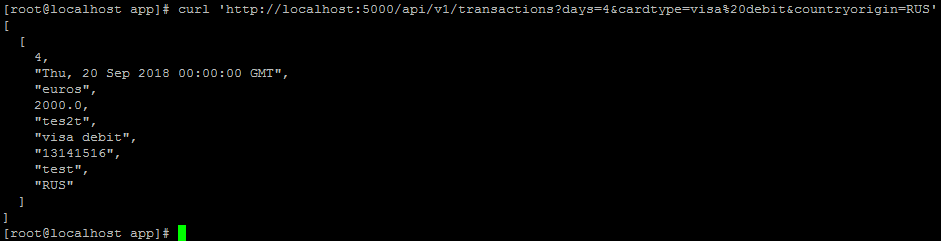 [root@localhost app]# curl 'http://localhost:5000/api/v1/transactions?days=4&cardtype=visa%20debit&countryorigin=RUS'
[
  [
    4,
    "Thu, 20 Sep 2018 00:00:00 GMT",
    "euros",
    2000.0,
    "tes2t",
    "visa debit",
    "13141516",
    "test",
    "RUS"
  ]
]
[root@localhost app]#